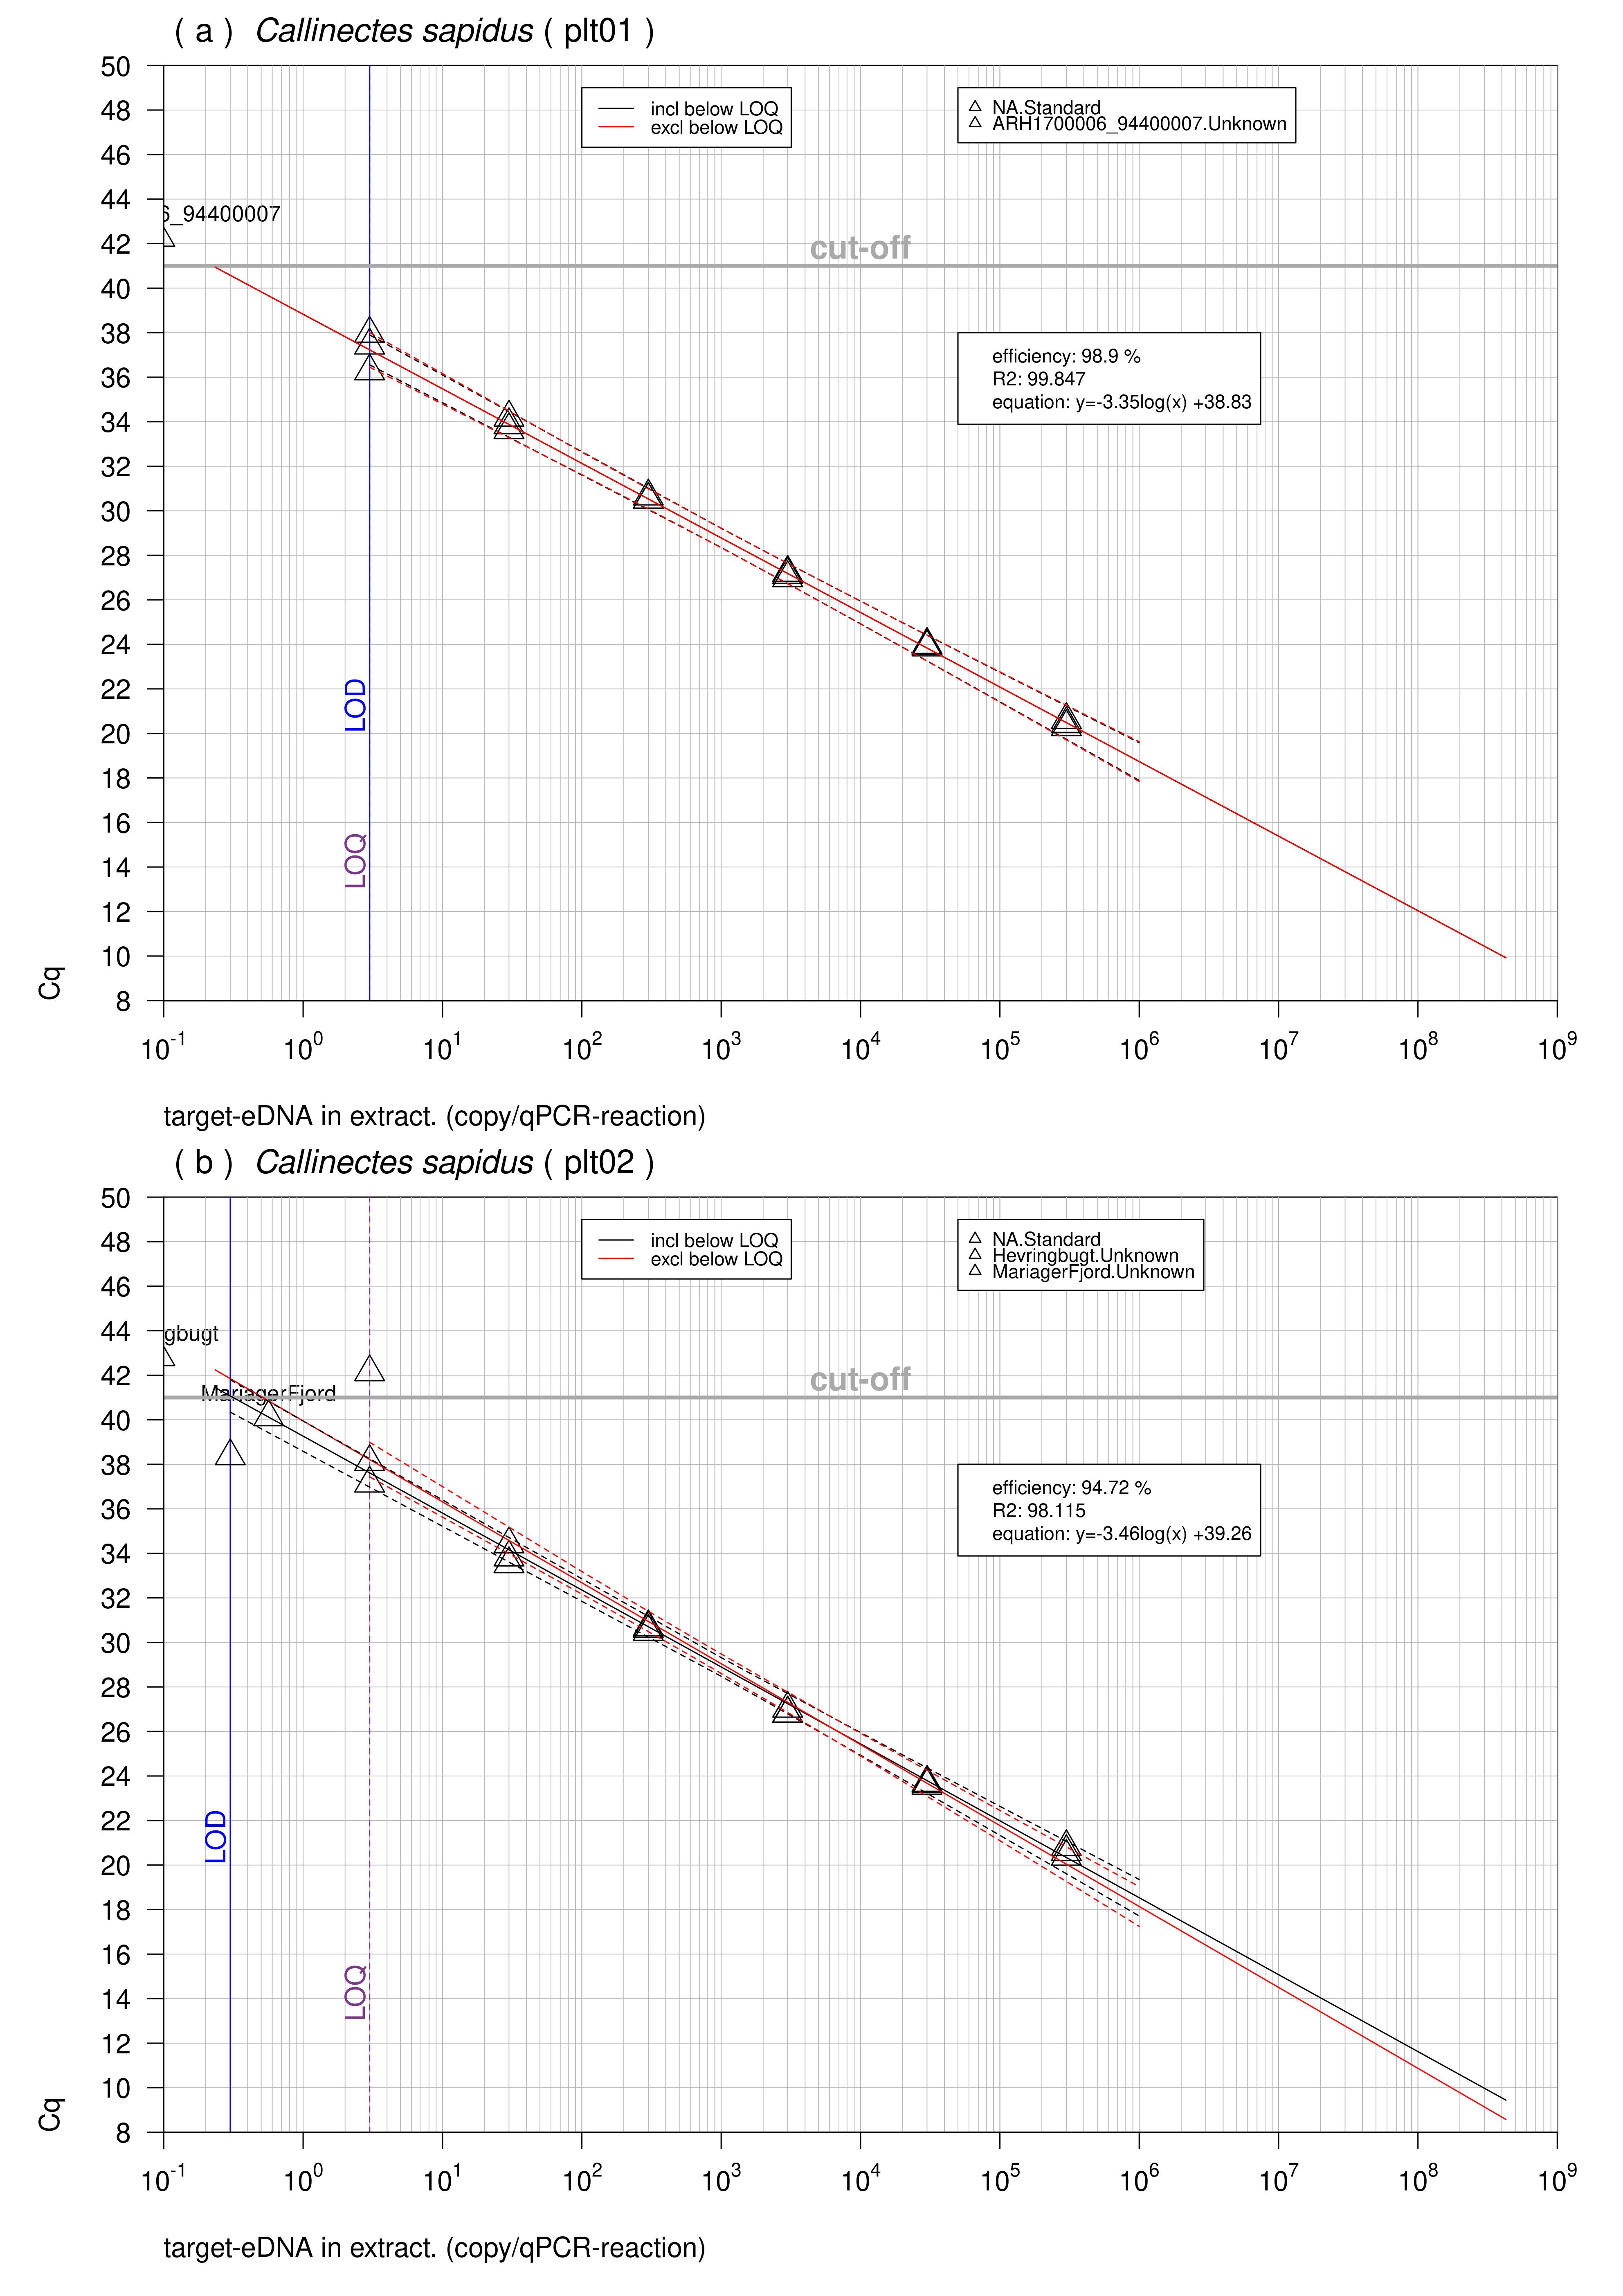 ( a ) Callinectes sapidus ( plt01 )
50
48
46
44
42
40
38
36
34
32
30
28
26
24
22
20
18
16
14
12
10
8
Cq
incl below LOQ
excl below LOQ
NA.Standard
ARH1700006_94400007.Unknown
6_94400007
cut-off
efficiency: 98.9 %
R2: 99.847
equation: y=-3.35log(x) +38.83
LOD
LOQ
10-1 100 101 102 103 104 105 106 107 108 109
target-eDNA in extract. (copy/qPCR-reaction)
( b ) Callinectes sapidus ( plt02 )
50
48
46
44
42
40
38
36
34
32
30
28
26
24
22
20
18
16
14
12
10
8
Cq
incl below LOQ
excl below LOQ
NA.Standard
Hevringbugt.Unknown
MariagerFjord.Unknown
gbugt
cut-off
MariagerFjord
efficiency: 94.72 %
R2: 98.115
equation: y=-3.46log(x) +39.26
LOD
LOQ
10-1 100 101 102 103 104 105 106 107 108 109
target-eDNA in extract. (copy/qPCR-reaction)